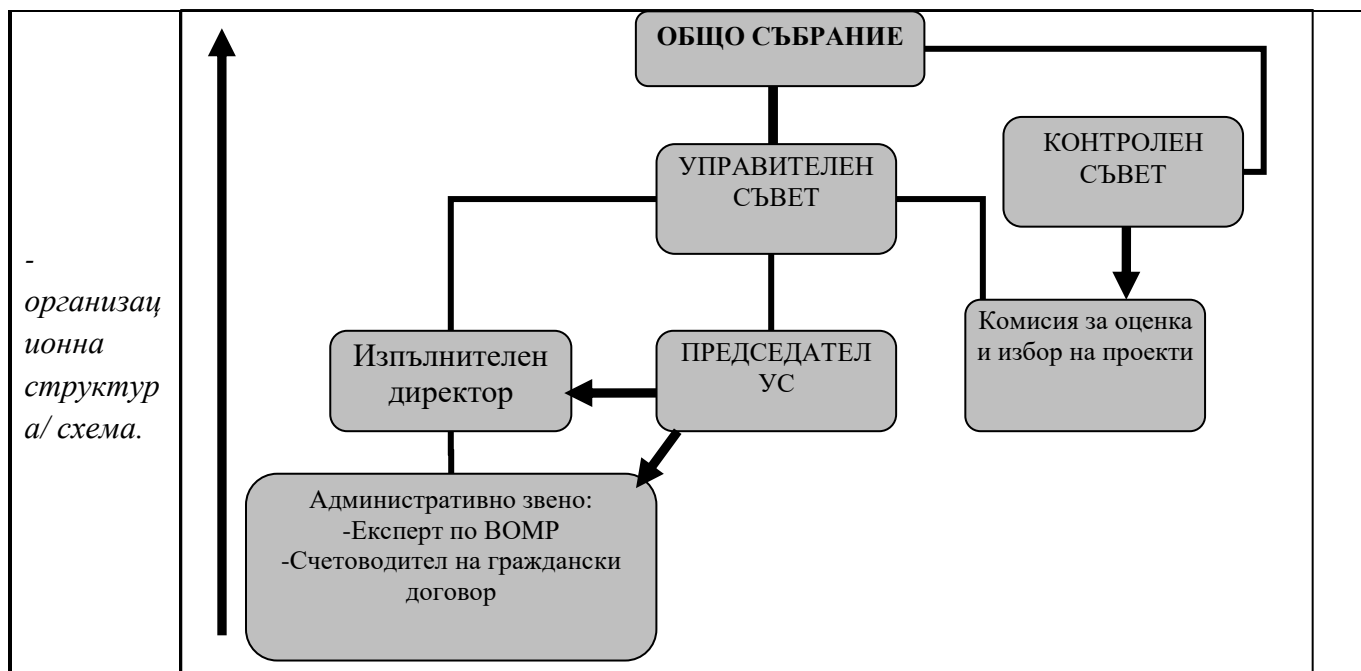 -
организац
ионна
структур
а/ схема.
ОБЩО СЪБРАНИЕ
КОНТРОЛЕН
СЪВЕТ
УПРАВИТЕЛЕН
СЪВЕТ
Изпълнителен
директор
ПРЕДСЕДАТЕЛ
УС
Комисия за оценка
и избор на проекти
Административно звено:
-Експерт по ВОМР
-Счетоводител на граждански
договор